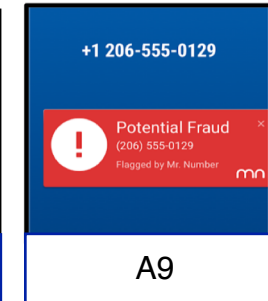 +1 206-555-0129
Potential Fraud ×
(206) 555-0129
Flagged by Mr. Number
mn
A9